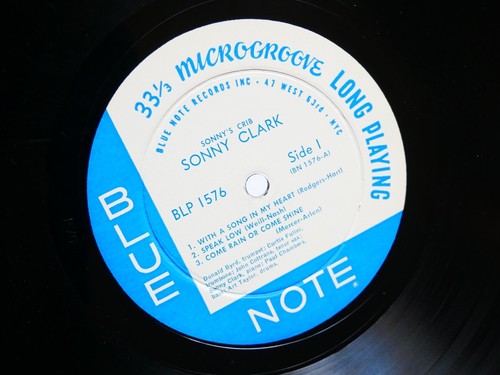 33⅓ MICROGROOVE LONG PLAYING
BLUE NOTE RECORDS INC • 47 WEST 63rd • NYC
SONNY'S CRIB
SONNY CLARK
BLP 1576
Side 1
(BN 1576-A)
1. WITH A SONG IN MY HEART (Rodgers-Hart)
2. SPEAK LOW (Weill-Nash)
3. COME RAIN OR COME SHINE
(Mercer-Arlen)
Donald Byrd, trumpet; Curtis Fuller,
trombone; John Coltrane, tenor sax;
Sonny Clark, piano; Paul Chambers,
bass; Art Taylor, drums.
BLUE
NOTE